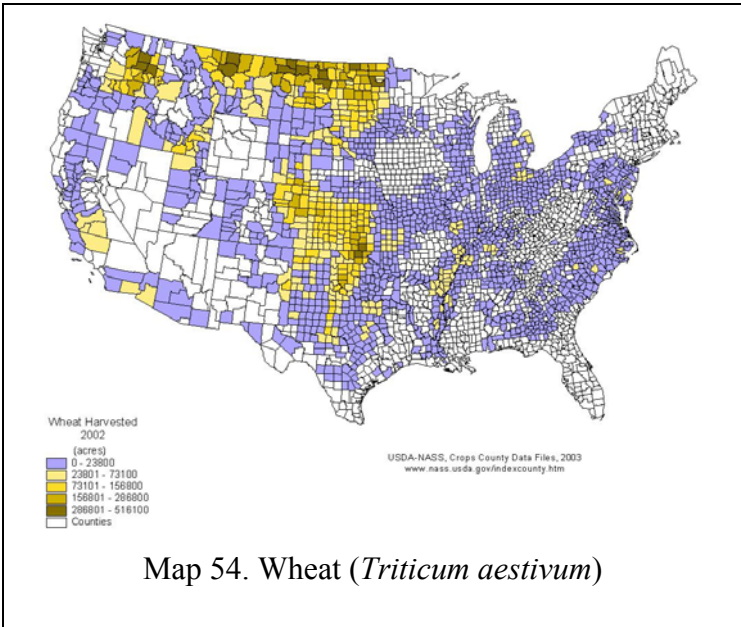 Wheat Harvested
2002
(acres)
0 - 23800
23801 - 73100
73101 - 156800
156801 - 286800
286801 - 516100
Counties
USDA-NASS, Crops County Data Files, 2003
www.nass.usda.gov/indexcounty.htm
Map 54. Wheat (Triticum aestivum)